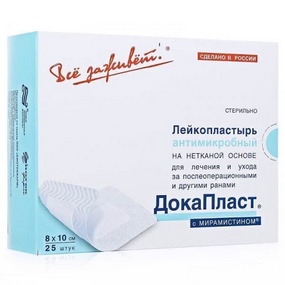 Всё заживёт!®
СДЕЛАНО В РОССИИ
СТЕРИЛЬНО
Лейкопластырь
антимикробный
НА НЕТКАНОЙ ОСНОВЕ
для лечения и ухода
за послеоперационными
и другими ранами
ДокаПласт®
С МИРАМИСТИНОМ®
8 х 10 см
25 штук